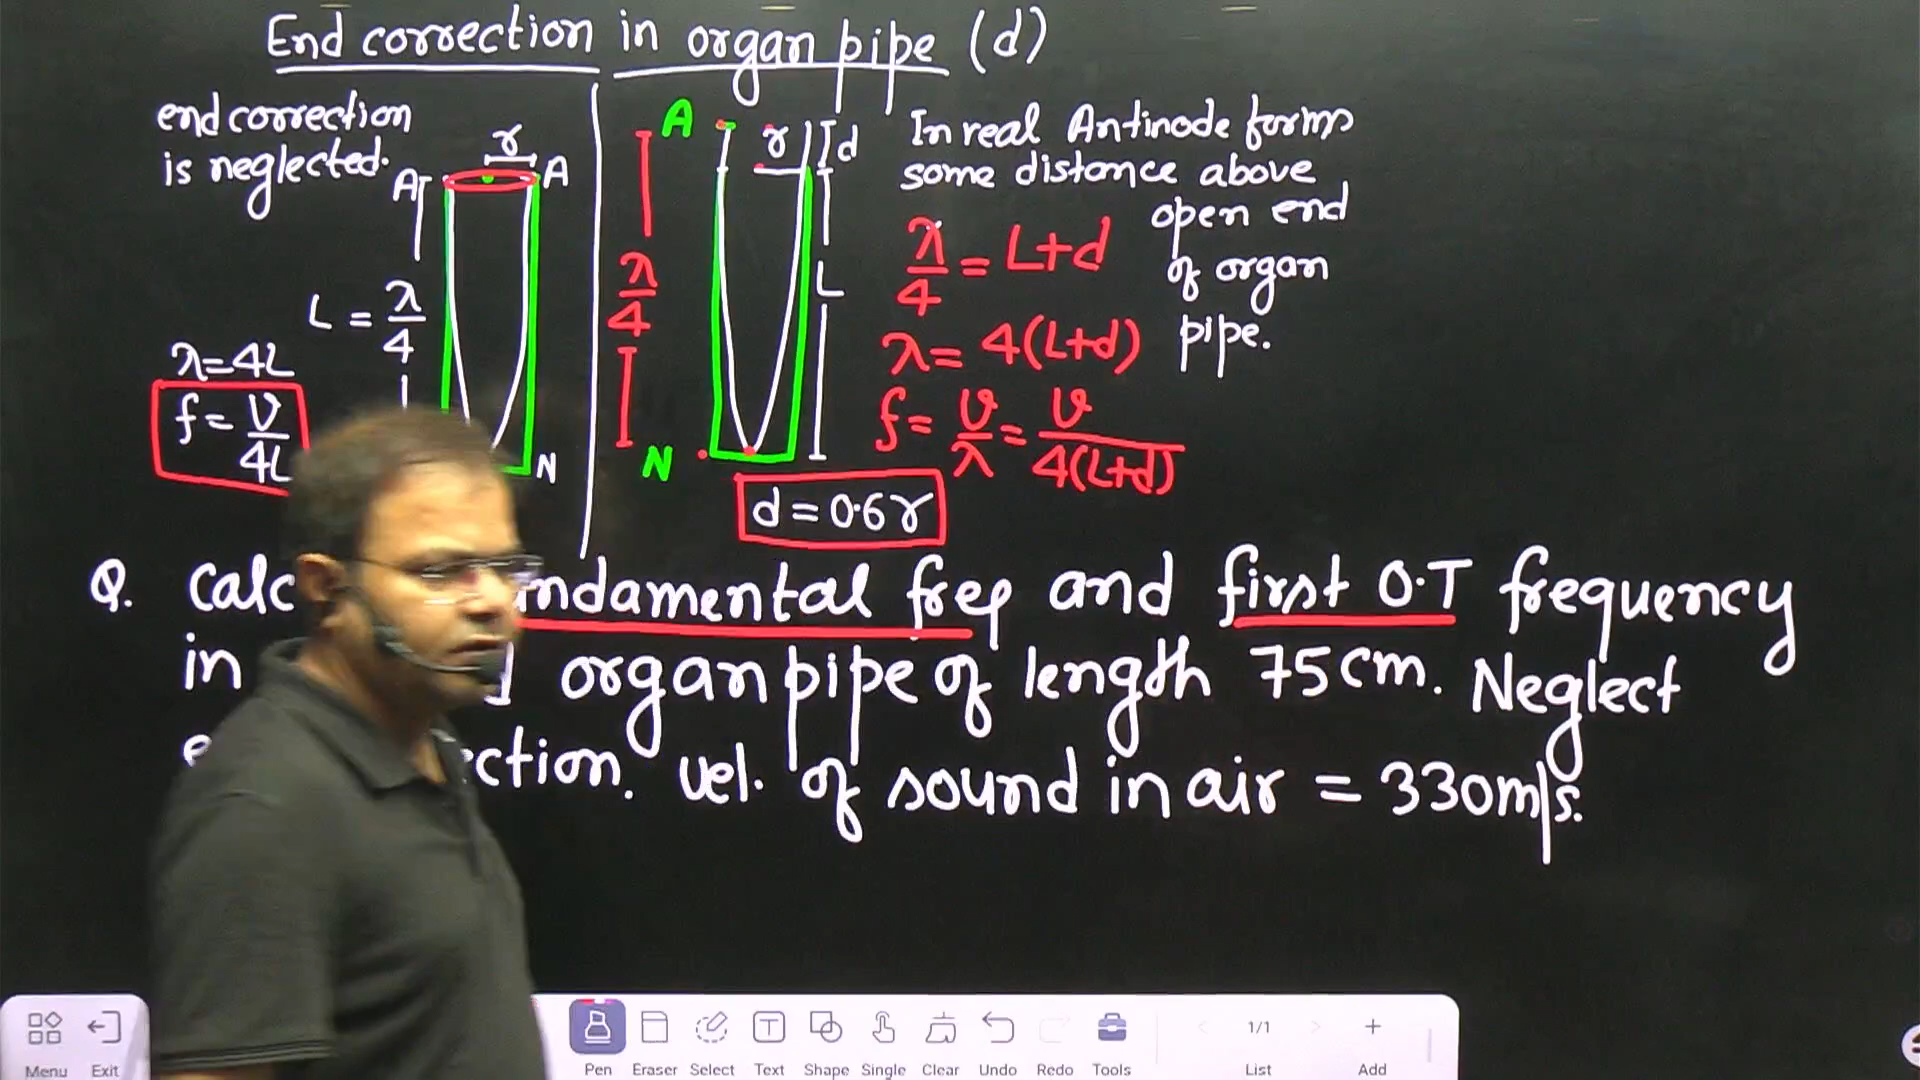 End correction in organ pipe (d)
end correction
is neglected.
r
A
A
L = λ/4
λ = 4L
f = v/4L
N
A
r
d
λ/4
L
N
d = 0.6r
In real Antinode forms
some distance above
open end
of organ
pipe.
λ/4 = L+d
λ = 4(L+d)
f = v/λ = v/4(L+d)
Q. Calc ndamental freq and first O.T frequency
in organ pipe of length 75cm. Neglect
ction. vel. of sound in air = 330m/s.
Menu Exit Pen Eraser Select Text Shape Single Clear Undo Redo Tools 1/1 List Add